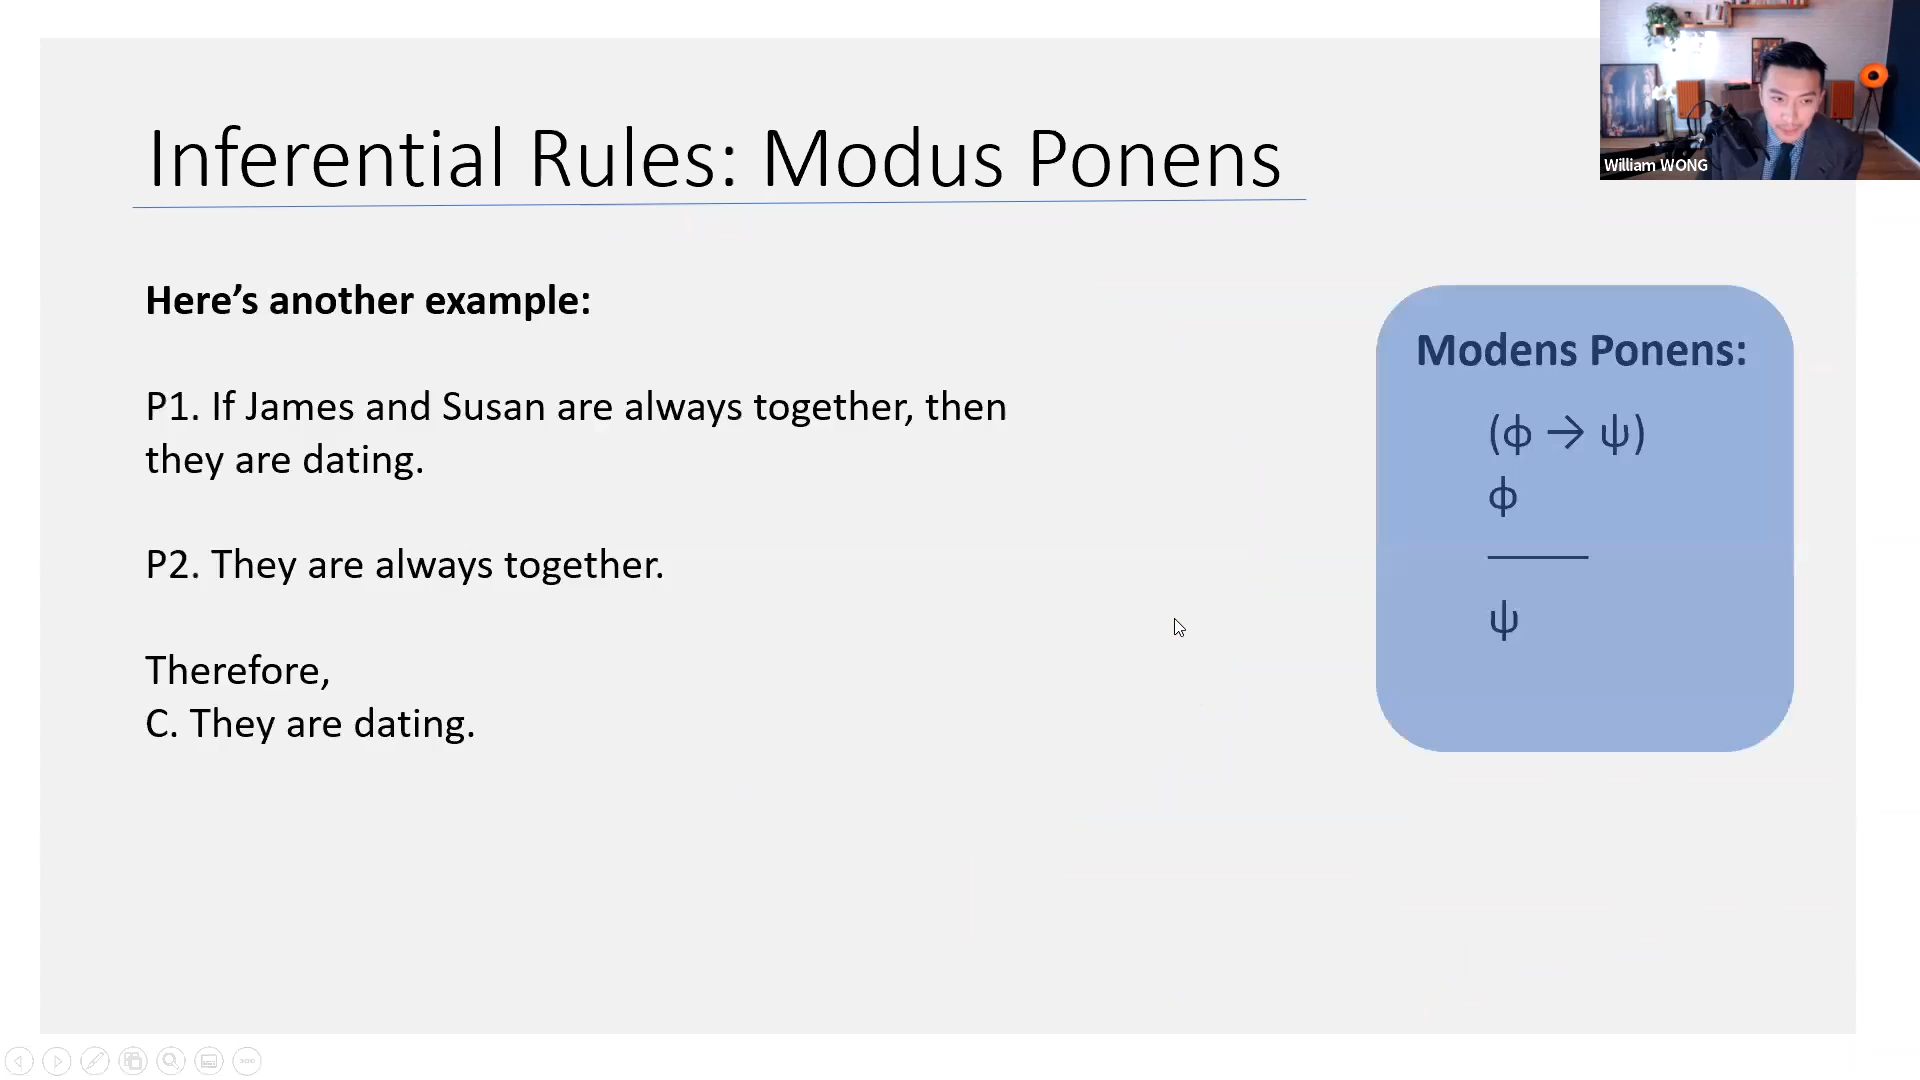 Inferential Rules: Modus Ponens
William WONG
Here’s another example:
P1. If James and Susan are always together, then
they are dating.
P2. They are always together.
Therefore,
C. They are dating.
Modens Ponens:
(ϕ → ψ)
ϕ
ψ